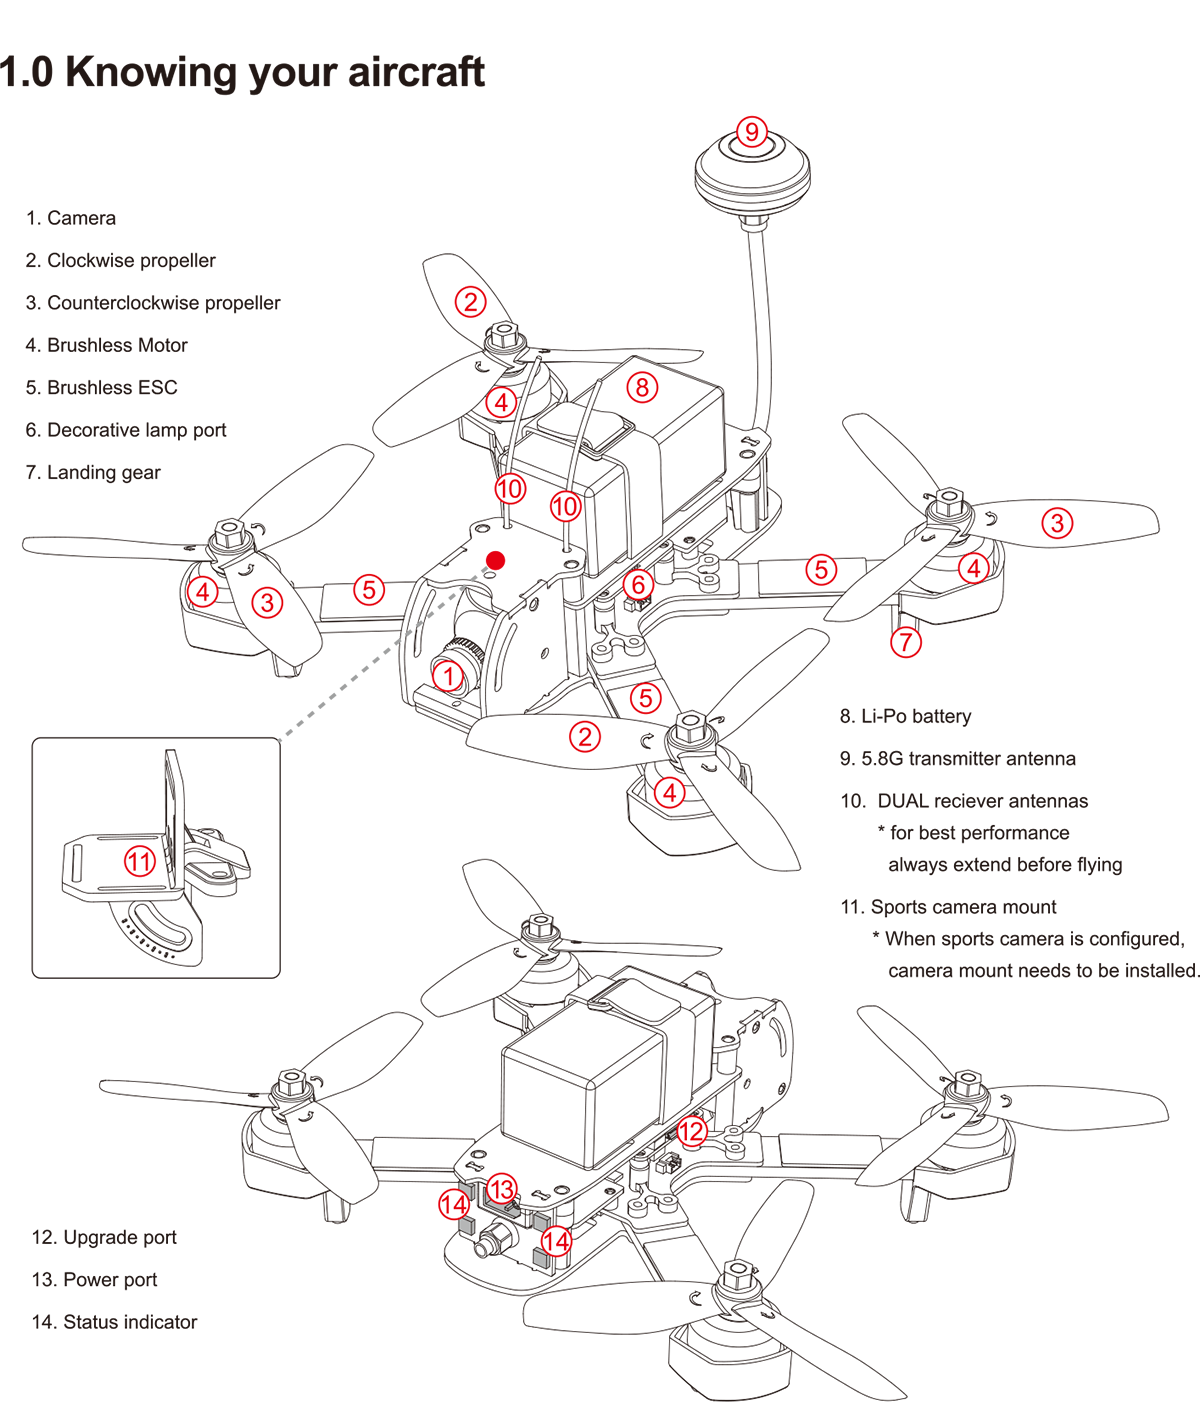 1.0 Knowing your aircraft
9
1. Camera
2. Clockwise propeller
3. Counterclockwise propeller
4. Brushless Motor
5. Brushless ESC
6. Decorative lamp port
7. Landing gear
2
8
4
10
10
3
4
3
5
6
5
4
7
1
5
2
4
8. Li-Po battery
9. 5.8G transmitter antenna
10. DUAL reciever antennas
* for best performance
always extend before flying
11. Sports camera mount
* When sports camera is configured,
camera mount needs to be installed.
11
12
13
14
14
12. Upgrade port
13. Power port
14. Status indicator